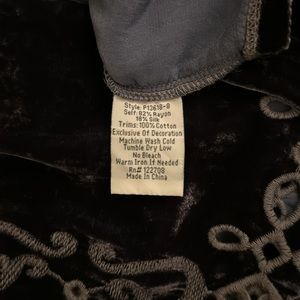 Style: P12618-8
Self: 82% Rayon
18% Silk
Trims: 100% Cotton
Exclusive Of Decoration
Machine Wash Cold
Tumble Dry Low
No Bleach
Warm Iron If Needed
Rn# 122708
Made In China